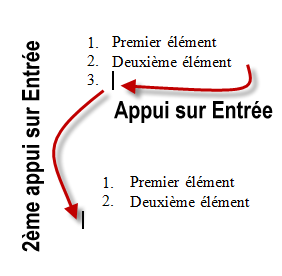 1. Premier élément
2. Deuxième élément
3.
Appui sur Entrée
2ème appui sur Entrée
1. Premier élément
2. Deuxième élément